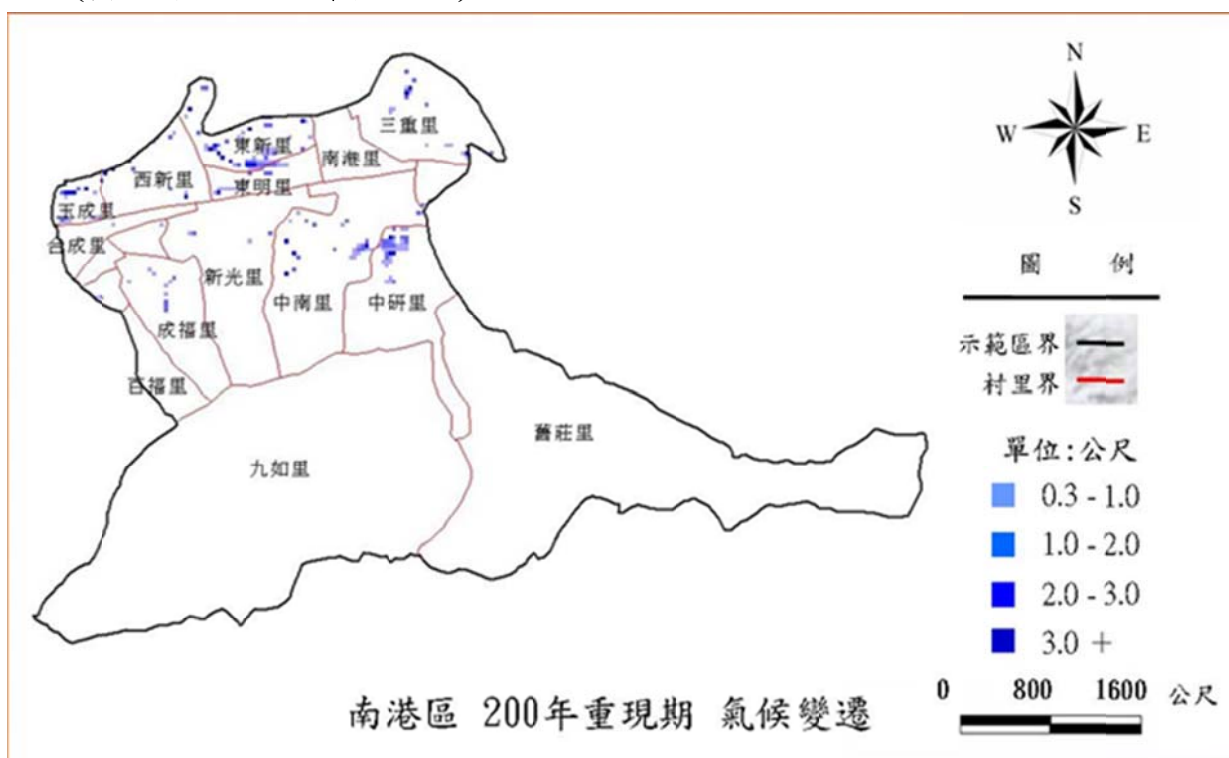 N
W
E
S
三重里
東新里
南港里
西新里
東明里
玉成里
合成里
新光里
中南里
中研里
成福里
百福里
舊莊里
九如里
圖 例
示範區界
村里界
單位:公尺
0.3 - 1.0
1.0 - 2.0
2.0 - 3.0
3.0 +
0 800 1600 公尺
南港區 200年重現期 氣候變遷